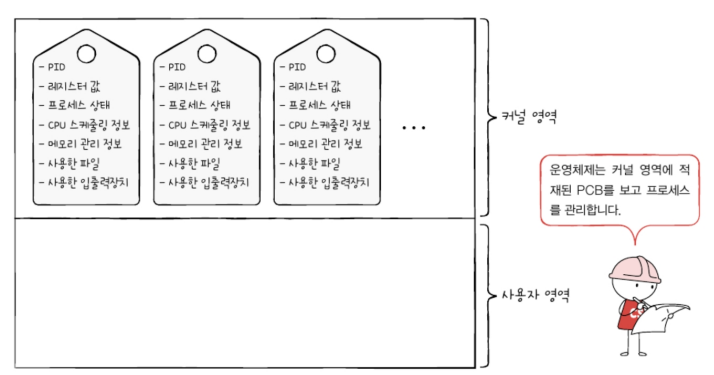 - PID
- 레지스터 값
- 프로세스 상태
- CPU 스케줄링 정보
- 메모리 관리 정보
- 사용한 파일
- 사용한 입출력장치
- PID
- 레지스터 값
- 프로세스 상태
- CPU 스케줄링 정보
- 메모리 관리 정보
- 사용한 파일
- 사용한 입출력장치
- PID
- 레지스터 값
- 프로세스 상태
- CPU 스케줄링 정보
- 메모리 관리 정보
- 사용한 파일
- 사용한 입출력장치
...
커널 영역
운영체제는 커널 영역에 적
재된 PCB를 보고 프로세스
를 관리합니다.
사용자 영역